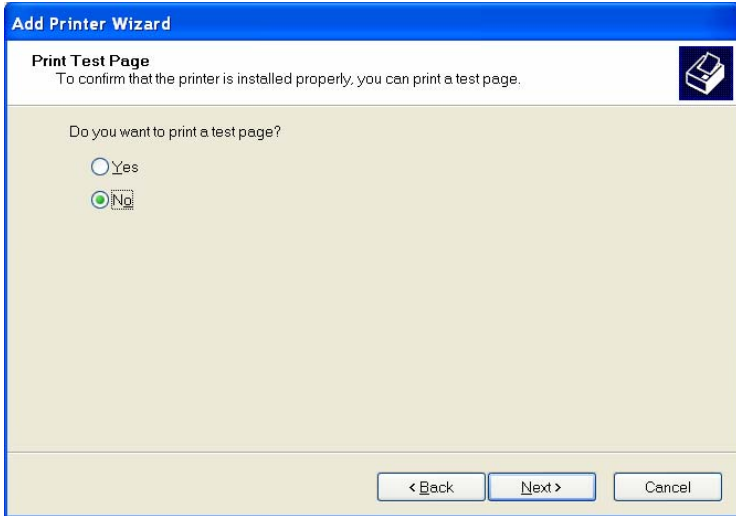 Add Printer Wizard
Print Test Page
To confirm that the printer is installed properly, you can print a test page.
Do you want to print a test page?
Yes
No
< Back Next > Cancel